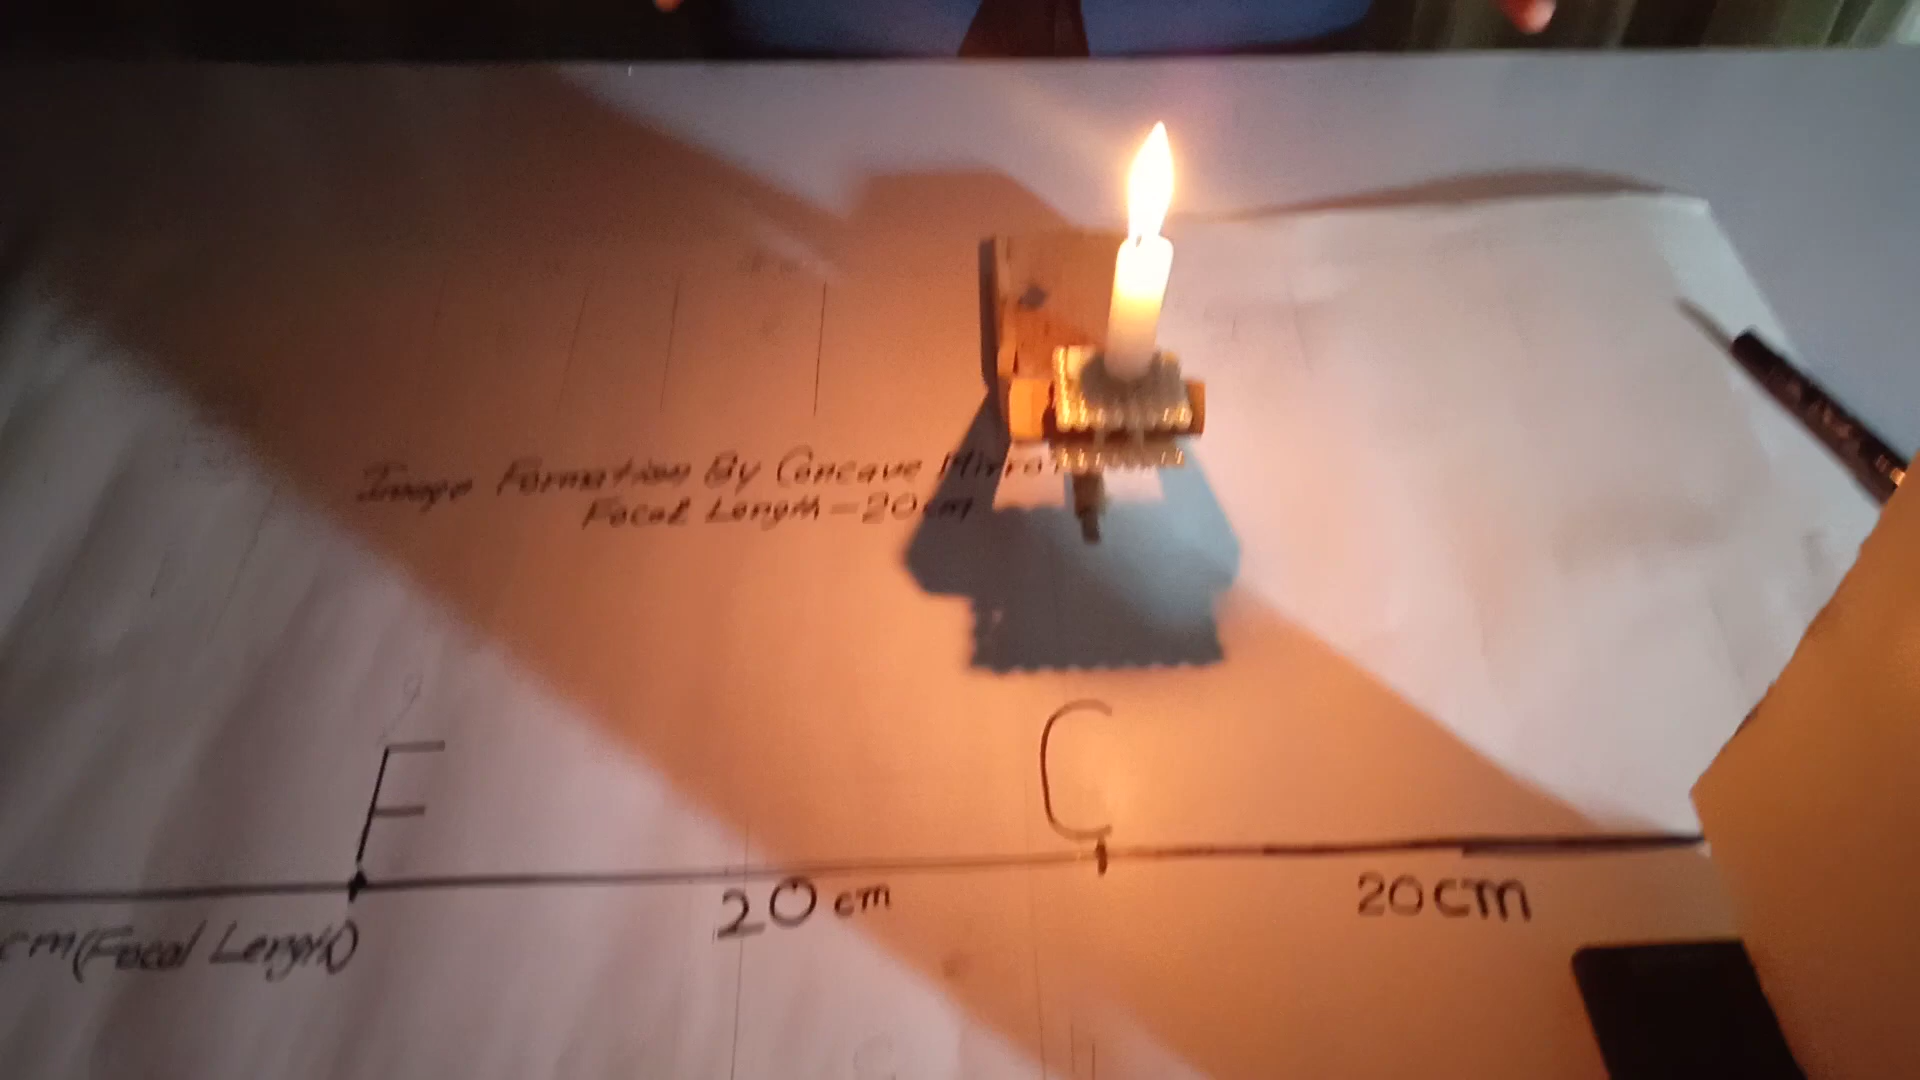 Image Formation By Concave Mirror
Focal Length - 20 cm
F
C
20 cm
20 cm
cm (Focal Length)